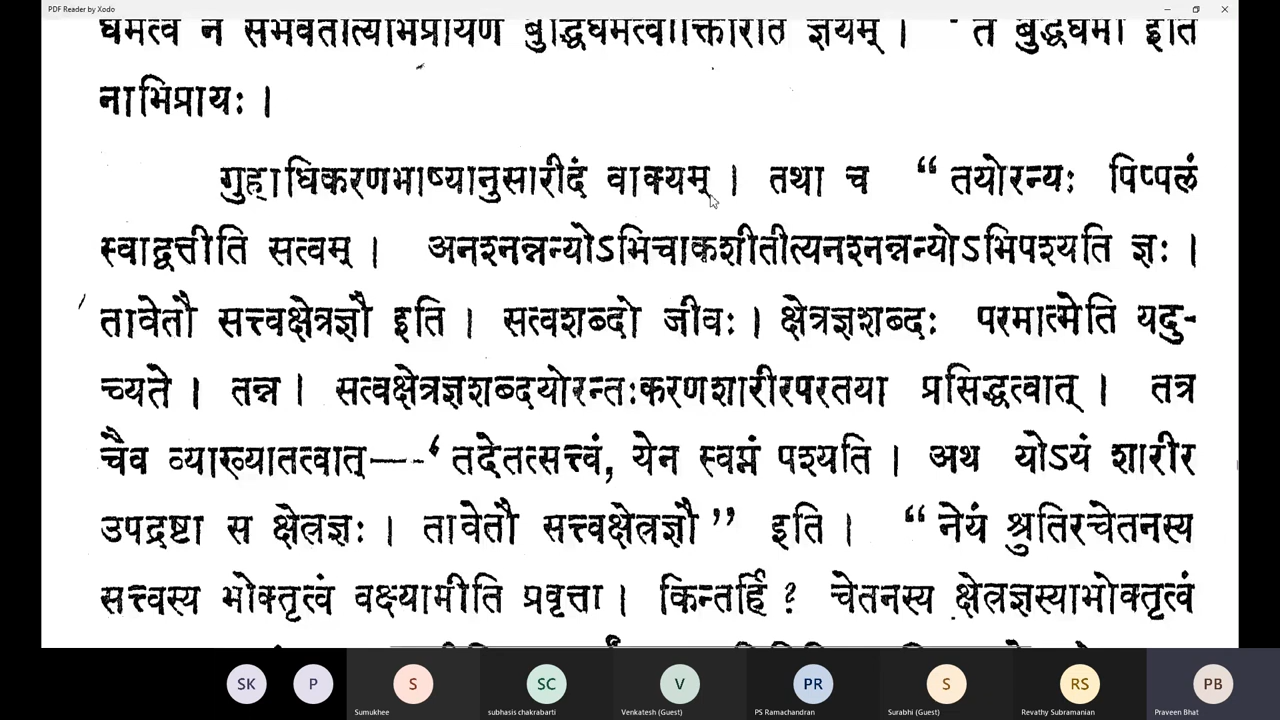 PDF Reader by Xodo
धर्मत्वं न संभवतीत्यभिप्रायेण बुद्धिधर्मत्वोक्तिरिति ज्ञेयम् । " ते बुद्धिधर्मा इति
नाभिप्रायः ।
गुहाधिकरणभाष्यानुसारीदं वाक्यम् । तथा च “ तयोरन्यः पिप्पलं
स्वाद्वत्तीति सत्वम् । अनश्नन्नन्योऽभिचाकशीतीत्यनश्नन्नन्योऽभिपश्यति ज्ञः ।
तावेतौ सत्त्वक्षेत्रज्ञौ इति । सत्वशब्दो जीवः । क्षेत्रज्ञशब्दः परमात्मेति यदु-
च्यते । तन्न । सत्वक्षेत्रज्ञशब्दयोरन्तःकरणशारीरपरतया प्रसिद्धत्वात् । तत्र
चैव व्याख्यातत्वात्—-‘ तदेतत्सत्त्वं, येन स्वप्नं पश्यति । अथ योऽयं शारीर
उपद्रष्टा स क्षेत्रज्ञः । तावेतौ सत्त्वक्षेत्रज्ञौ ” इति । “ नेयं श्रुतिरचेतनस्य
सत्त्वस्य भोक्तृत्वं वक्ष्यामीति प्रवृत्ता । किन्तर्हि ? चेतनस्य क्षेत्रज्ञस्याभोक्तृत्वं
SK P S SC V PR S RS PB
Sumukhee subhasis chakrabarti Venkatesh (Guest) PS Ramachandran Surabhi (Guest) Revathy Subramanian Praveen Bhat